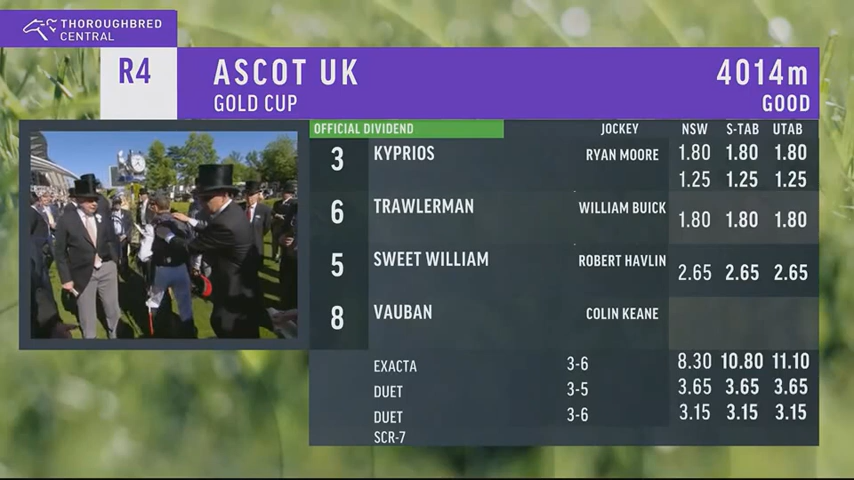 THOROUGHBRED
CENTRAL
R4 ASCOT UK 4014m
GOLD CUP GOOD
OFFICIAL DIVIDEND JOCKEY NSW S-TAB UTAB
3 KYPRIOS RYAN MOORE 1.80 1.80 1.80
1.25 1.25 1.25
6 TRAWLERMAN WILLIAM BUICK 1.80 1.80 1.80
5 SWEET WILLIAM ROBERT HAVLIN 2.65 2.65 2.65
8 VAUBAN COLIN KEANE
EXACTA 3-6 8.30 10.80 11.10
DUET 3-5 3.65 3.65 3.65
DUET 3-6 3.15 3.15 3.15
SCR-7